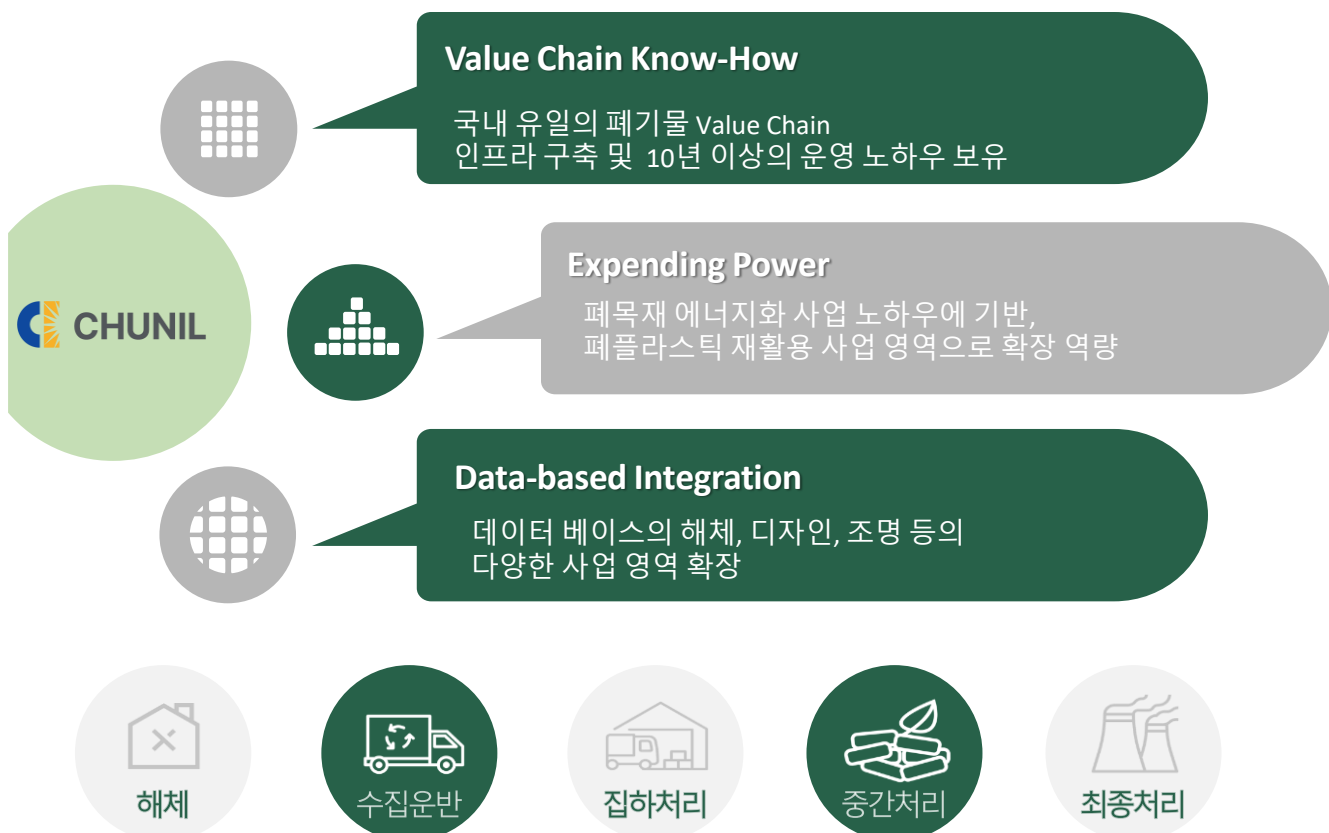 Value Chain Know-How
국내 유일의 폐기물 Value Chain
인프라 구축 및 10년 이상의 운영 노하우 보유
CHUNIL
Expending Power
폐목재 에너지화 사업 노하우에 기반,
폐플라스틱 재활용 사업 영역으로 확장 역량
Data-based Integration
데이터 베이스의 해체, 디자인, 조명 등의
다양한 사업 영역 확장
해체
수집운반
집하처리
중간처리
최종처리